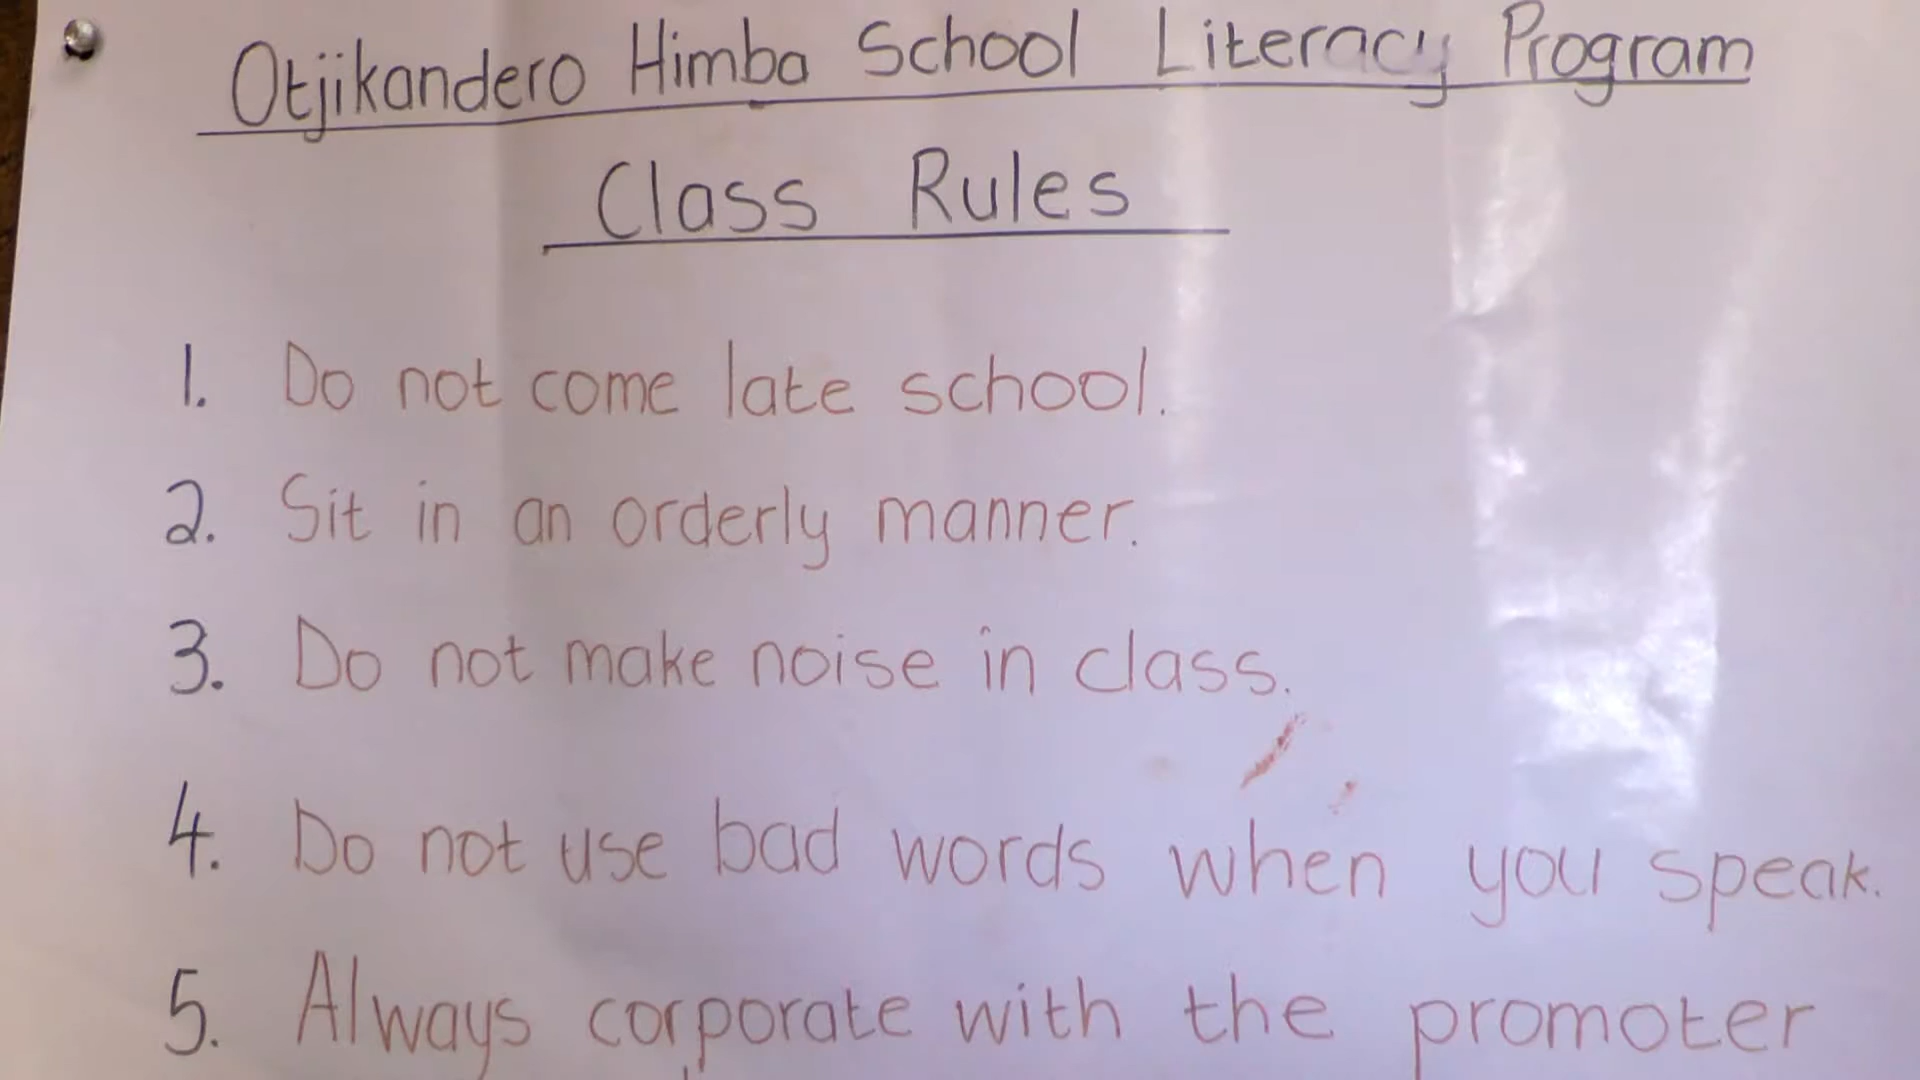 Otjikandero Himba School Literacy Program
Class Rules
1. Do not come late school.
2. Sit in an orderly manner.
3. Do not make noise in class.
4. Do not use bad words when you speak.
5. Always corporate with the promoter